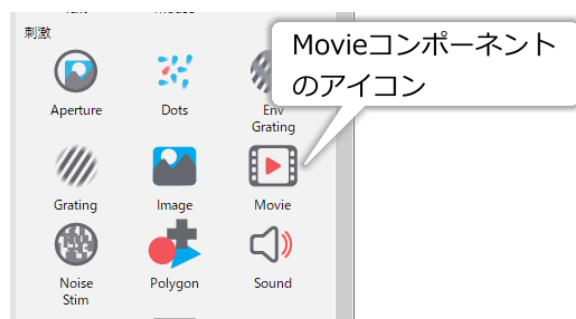 刺激
Movieコンポーネント
のアイコン
Aperture
Dots
Env
Grating
Grating
Image
Movie
Noise
Stim
Polygon
Sound